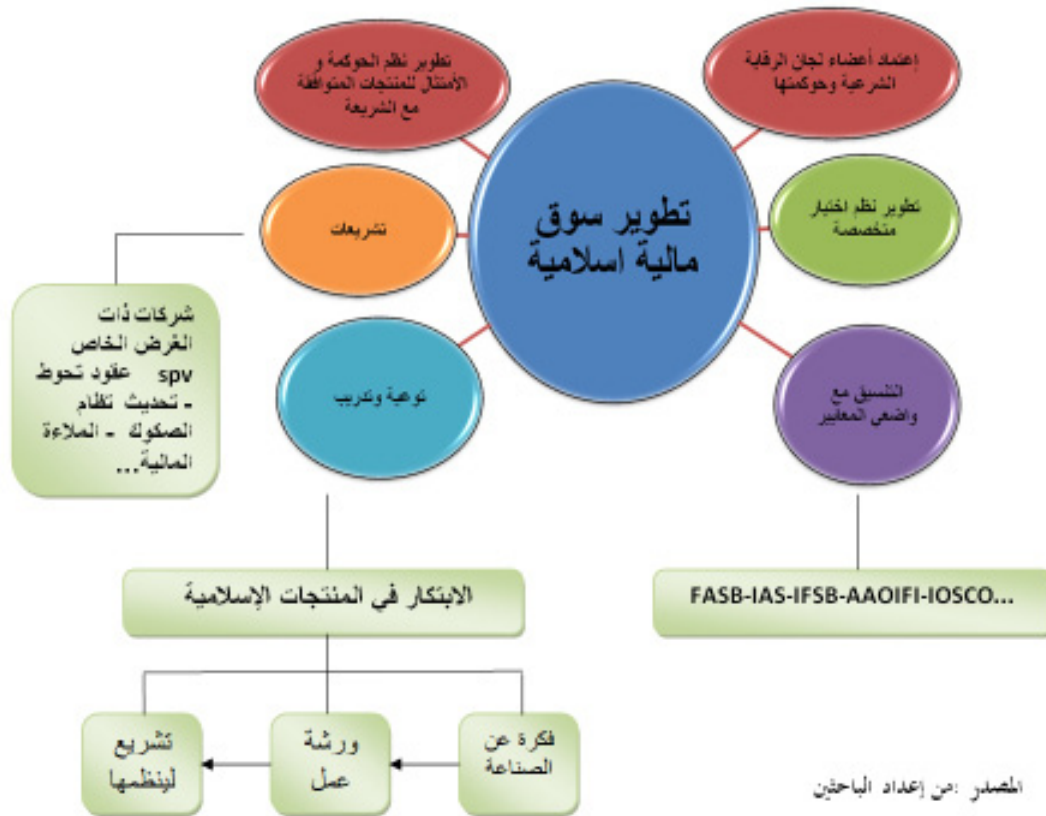 إعتماد أعضاء لجان الرقابة
الشرعية وحوكمتها
تطوير نظم الحوكمة و
الأمتثال للمنتجات المتوافقة
مع الشريعة
تطوير سوق
مالية اسلامية
تطوير نظم اختبار
متخصصة
تشريعات
التنسيق مع
واضعي المعايير
توعية وتدريب
شركات ذات
الغرض الخاص
spv عقود تحوط
- تحديث نظام
الصكوك - الملاءة
المالية...
FASB-IAS-IFSB-AAOIFI-IOSCO...
الابتكار في المنتجات الإسلامية
فكرة عن
الصناعة
ورشة
عمل
تشريع
لينظمها
المصدر :من إعداد الباحثين